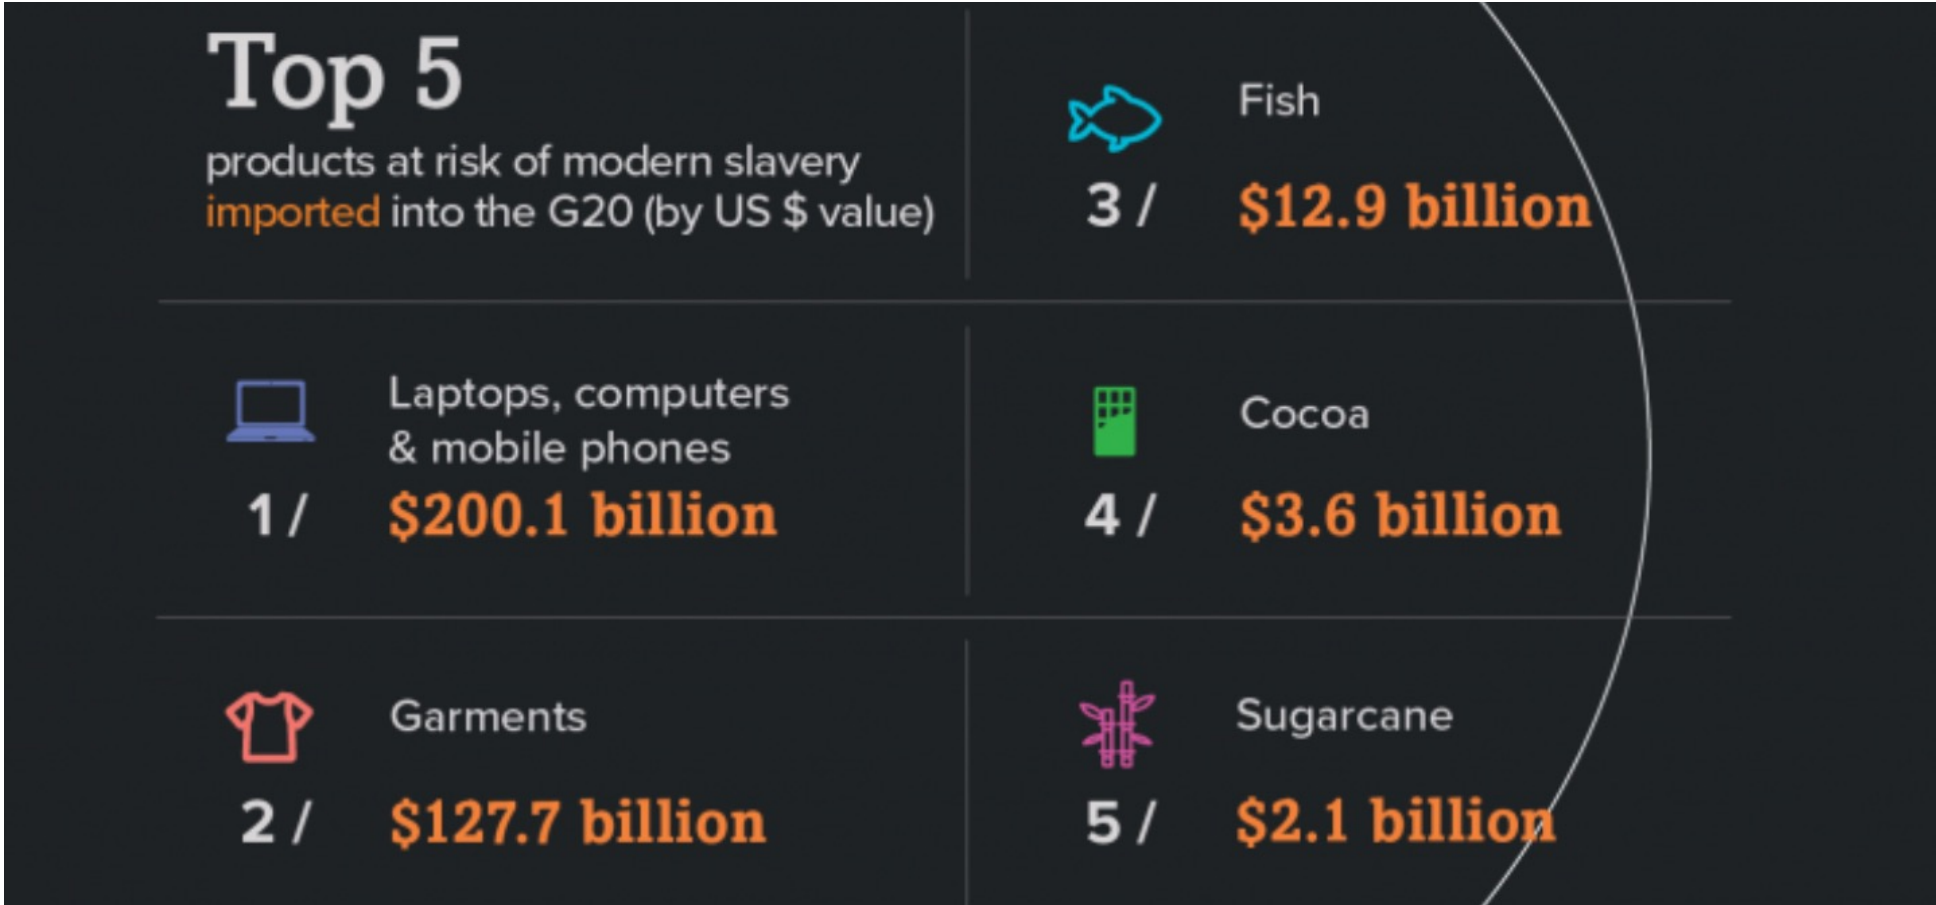 Top 5
products at risk of modern slavery
imported into the G20 (by US $ value)
Laptops, computers
& mobile phones
1 / $200.1 billion
Garments
2 / $127.7 billion
Fish
3 / $12.9 billion
Cocoa
4 / $3.6 billion
Sugarcane
5 / $2.1 billion